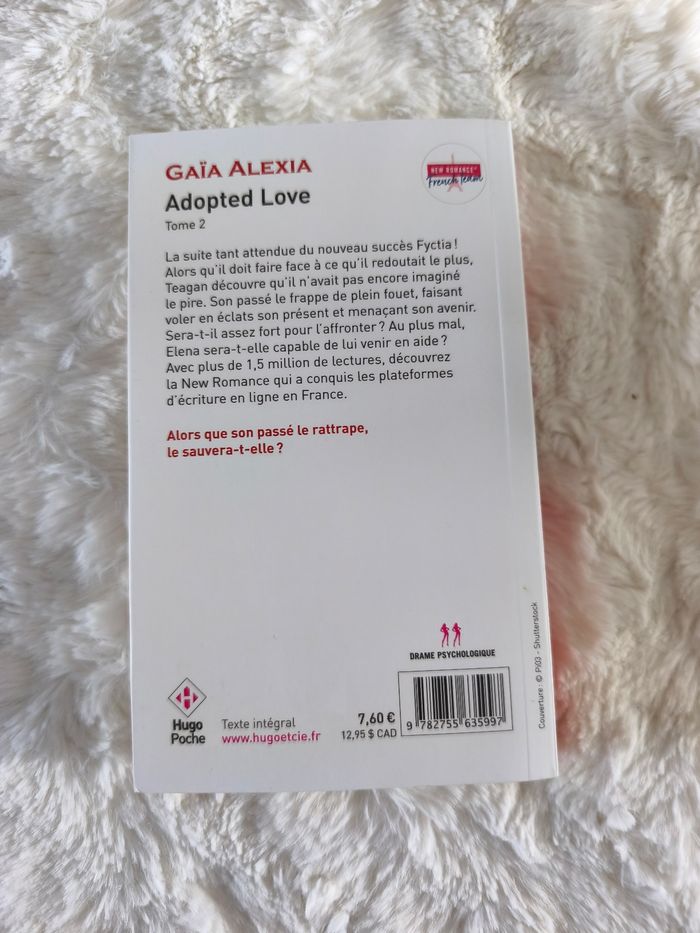 GAÏA ALEXIA
NEW ROMANCE®
French Team
Adopted Love
Tome 2
La suite tant attendue du nouveau succès Fyctia !
Alors qu'il doit faire face à ce qu'il redoutait le plus,
Teagan découvre qu'il n'avait pas encore imaginé
le pire. Son passé le frappe de plein fouet, faisant
voler en éclats son présent et menaçant son avenir.
Sera-t-il assez fort pour l'affronter ? Au plus mal,
Elena sera-t-elle capable de lui venir en aide ?
Avec plus de 1,5 million de lectures, découvrez
la New Romance qui a conquis les plateformes
d'écriture en ligne en France.
Alors que son passé le rattrape,
le sauvera-t-elle ?
DRAME PSYCHOLOGIQUE
Hugo
Poche
Texte intégral
www.hugoetcie.fr
7,60 €
12,95 $ CAD
9 782755 635997
Couverture : © Pi03 - Shutterstock